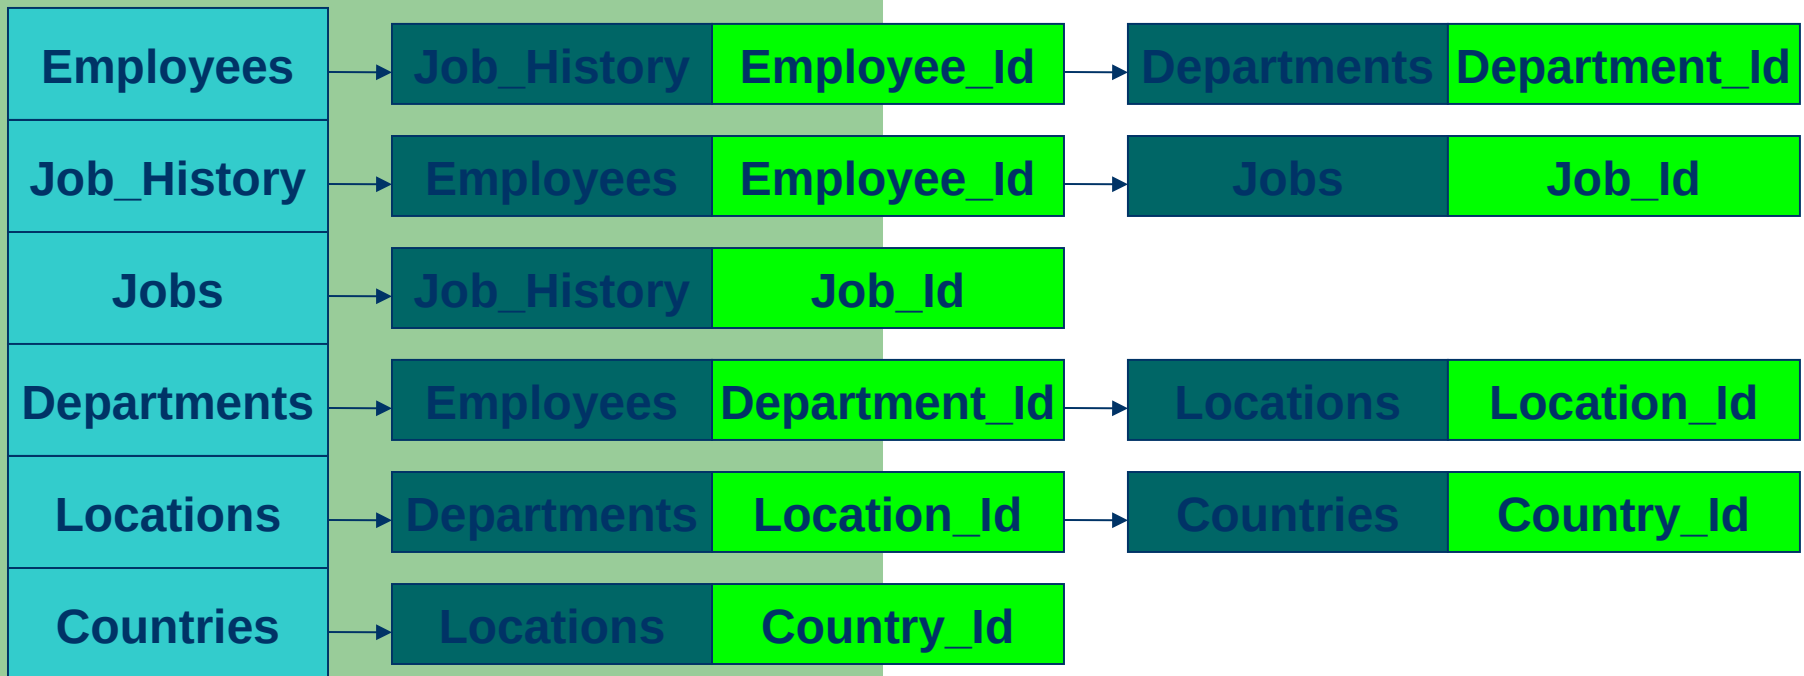 Employees Job_History Employee_Id Departments Department_Id
Job_History Employees Employee_Id Jobs Job_Id
Jobs Job_History Job_Id
Departments Employees Department_Id Locations Location_Id
Locations Departments Location_Id Countries Country_Id
Countries Locations Country_Id